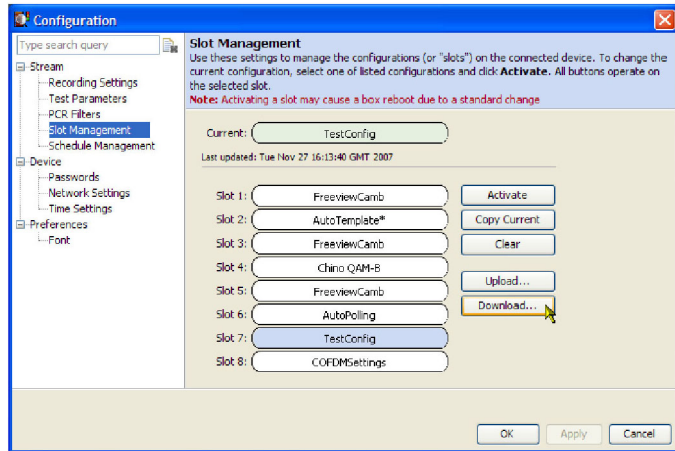 Configuration
Type search query
Stream
Recording Settings
Test Parameters
PCR Filters
Slot Management
Schedule Management
Device
Passwords
Network Settings
Time Settings
Preferences
Font
Slot Management
Use these settings to manage the configurations (or "slots") on the connected device. To change the
current configuration, select one of listed configurations and click Activate. All buttons operate on
the selected slot.
Note: Activating a slot may cause a box reboot due to a standard change
Current: TestConfig
Last updated: Tue Nov 27 16:13:40 GMT 2007
Slot 1: FreeviewCamb
Slot 2: AutoTemplate*
Slot 3: FreeviewCamb
Slot 4: Chino QAM-B
Slot 5: FreeviewCamb
Slot 6: AutoPolling
Slot 7: TestConfig
Slot 8: COFDMSettings
Activate
Copy Current
Clear
Upload...
Download...
OK Apply Cancel